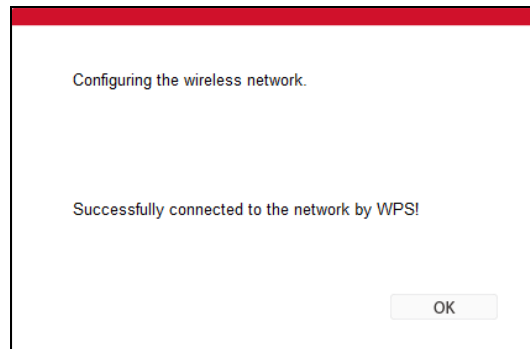 Configuring the wireless network.
Successfully connected to the network by WPS!
OK